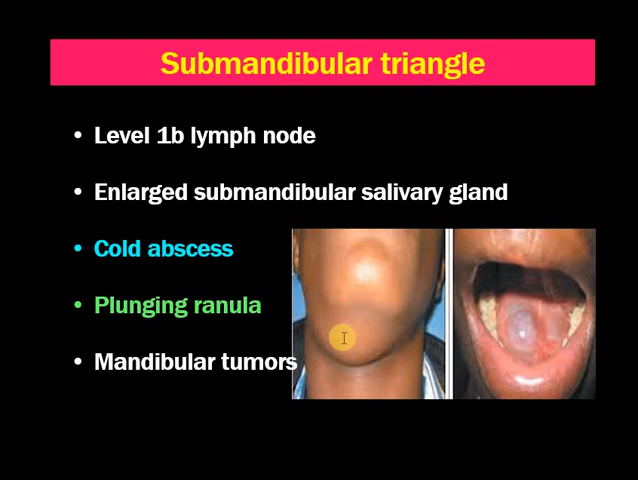 Submandibular triangle
• Level 1b lymph node
• Enlarged submandibular salivary gland
• Cold abscess
• Plunging ranula
• Mandibular tumors